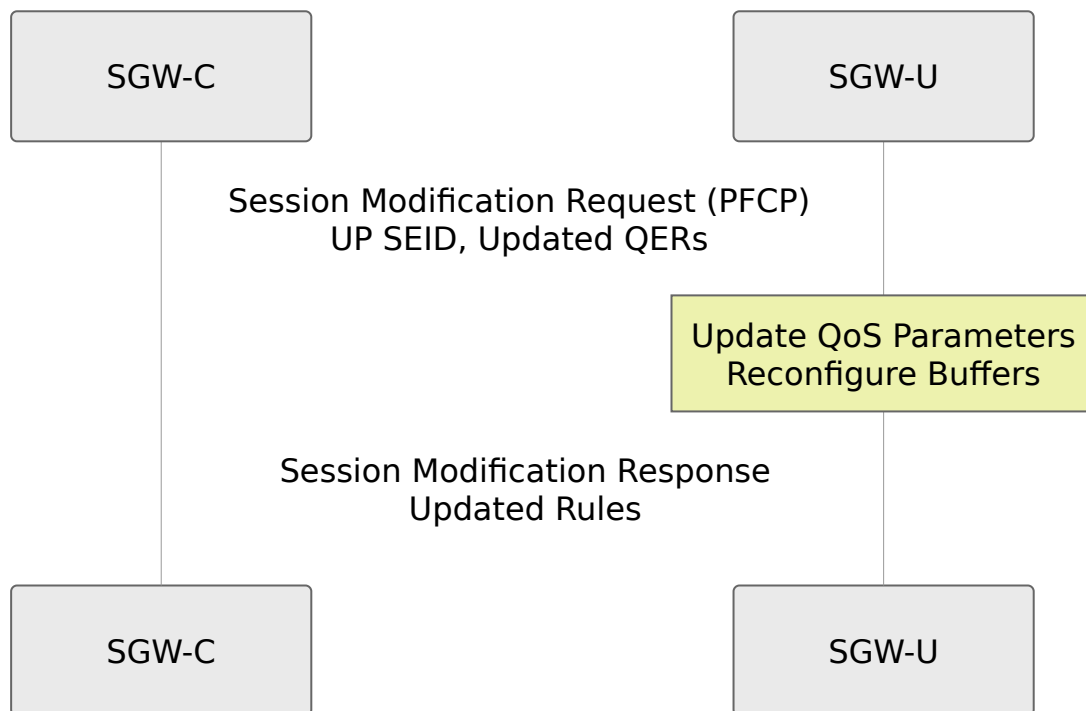 SGW-C
SGW-U
Session Modification Request (PFCP)
UP SEID, Updated QERs
Update QoS Parameters
Reconfigure Buffers
Session Modification Response
Updated Rules
SGW-C
SGW-U